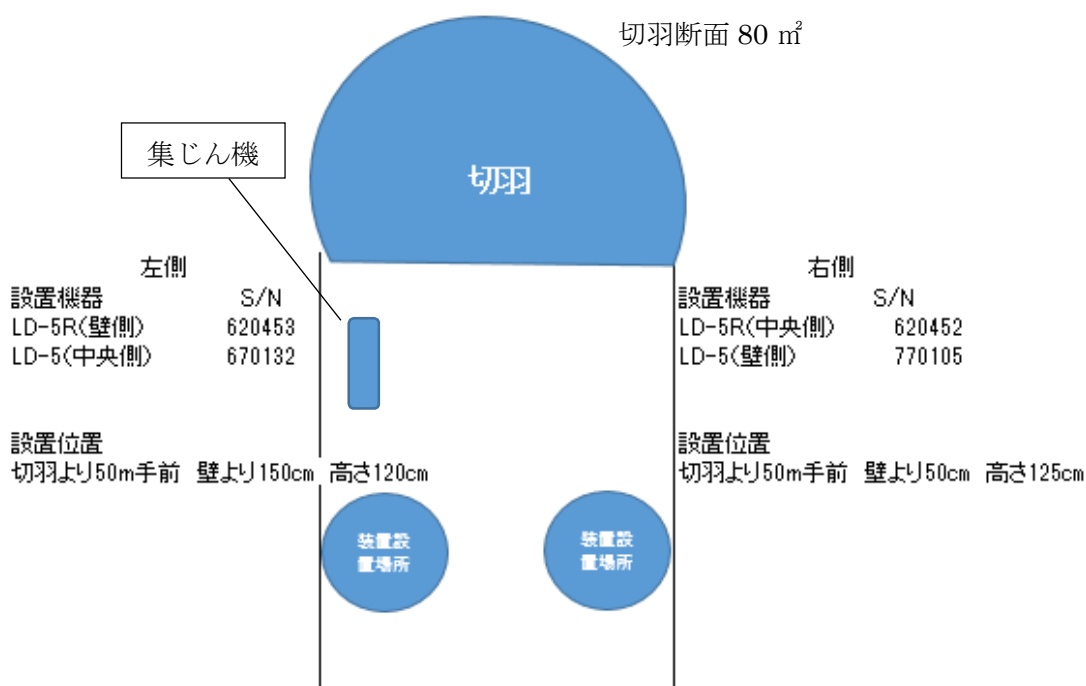 切羽断面 80 ㎡
集じん機
切羽
左側
設置機器 S/N
LD-5R(壁側) 620453
LD-5(中央側) 670132
設置位置
切羽より50m手前 壁より150cm 高さ120cm
右側
設置機器 S/N
LD-5R(中央側) 620452
LD-5(壁側) 770105
設置位置
切羽より50m手前 壁より50cm 高さ125cm
装置設
置場所
装置設
置場所